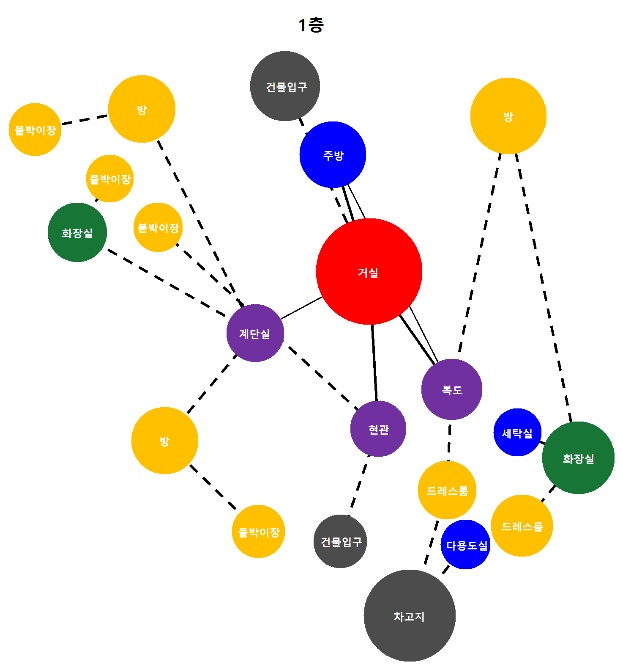 1층
건물입구
방
방
붙박이장
주방
붙박이장
붙박이장
화장실
거실
계단실
복도
현관
세탁실
방
화장실
드레스룸
드레스룸
붙박이장
건물입구
다용도실
차고지